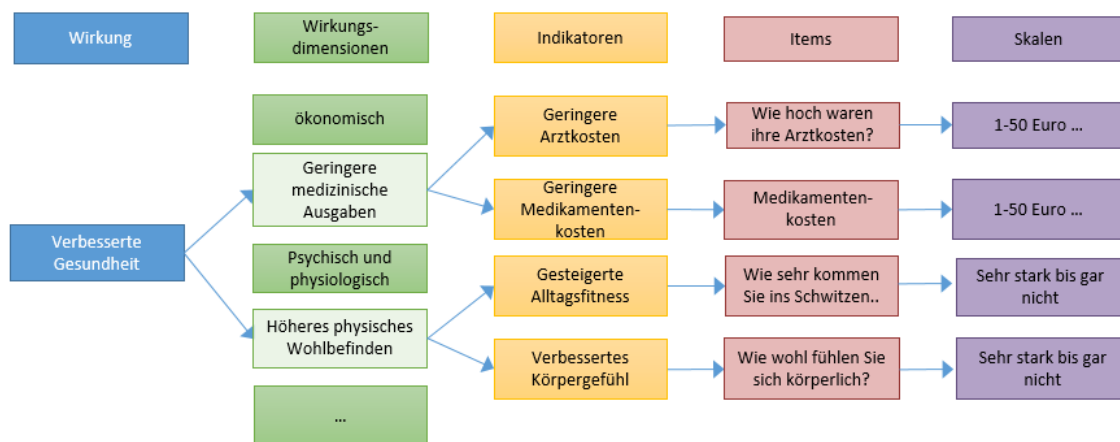 Wirkung
Wirkungs-
dimensionen
Indikatoren
Items
Skalen
ökonomisch
Geringere
medizinische
Ausgaben
Geringere
Arztkosten
Wie hoch waren
ihre Arztkosten?
1-50 Euro ...
Geringere
Medikamenten-
kosten
Medikamenten-
kosten
1-50 Euro ...
Verbesserte
Gesundheit
Psychisch und
physiologisch
Höheres physisches
Wohlbefinden
Gesteigerte
Alltagsfitness
Wie sehr kommen
Sie ins Schwitzen..
Sehr stark bis gar
nicht
Verbessertes
Körpergefühl
Wie wohl fühlen Sie
sich körperlich?
Sehr stark bis gar
nicht
...